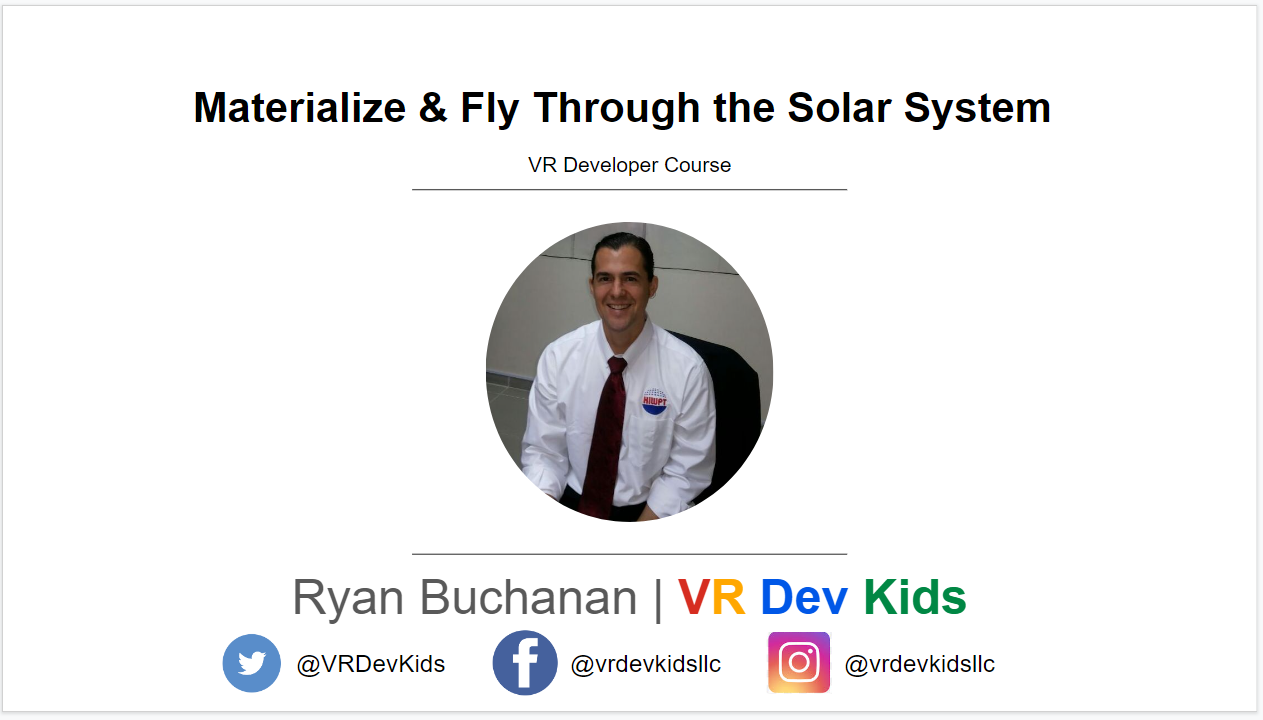 Materialize & Fly Through the Solar System
VR Developer Course
HIWPT
Ryan Buchanan | VR Dev Kids
@VRDevKids @vrdevkidsllc @vrdevkidsllc